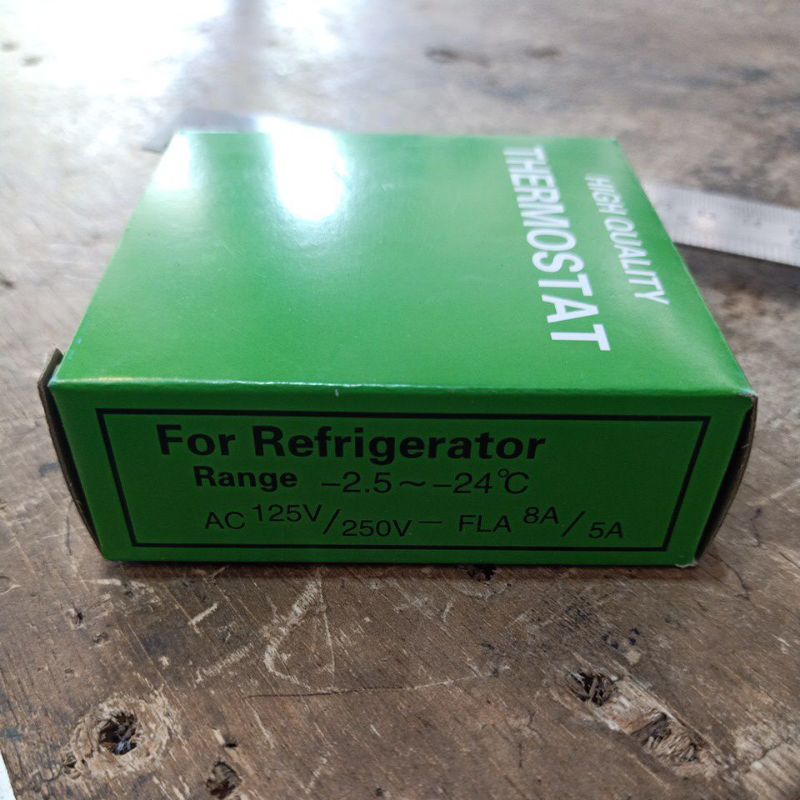 HIGH QUALITY
THERMOSTAT
For Refrigerator
Range -2.5~-24℃
AC 125V/250V- FLA 8A/5A